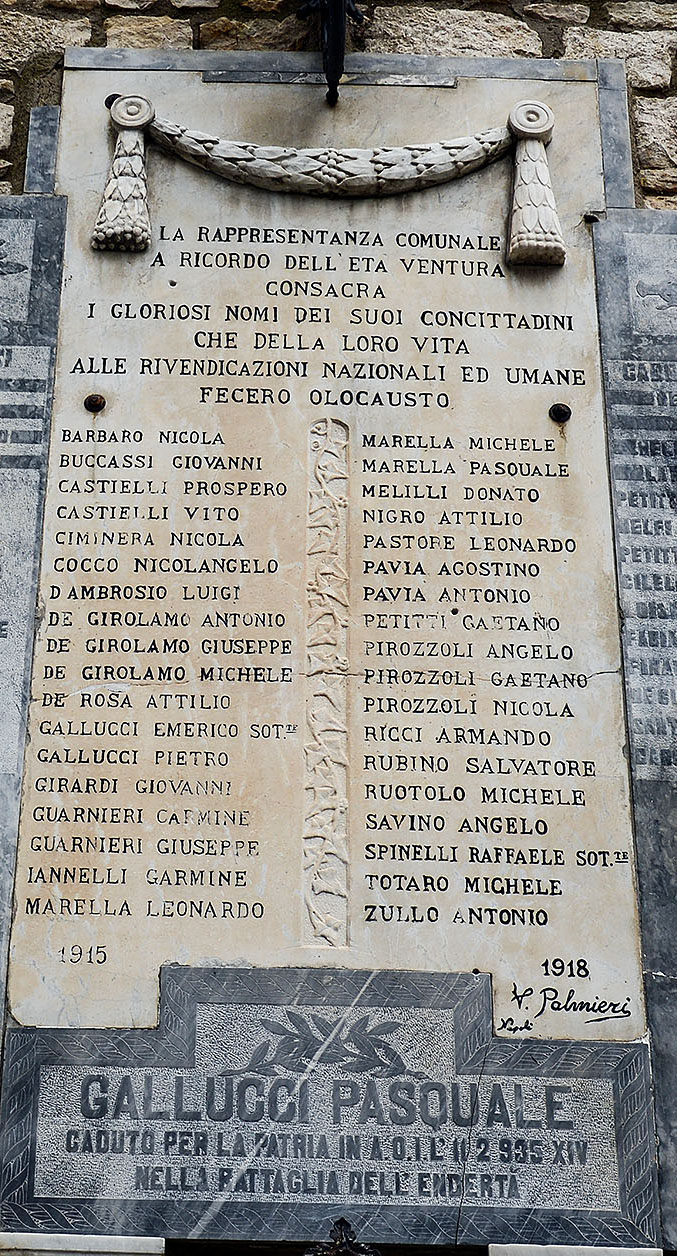 LA RAPPRESENTANZA COMUNALE
A RICORDO DELL'ETA VENTURA
CONSACRA
I GLORIOSI NOMI DEI SUOI CONCITTADINI
CHE DELLA LORO VITA
ALLE RIVENDICAZIONI NAZIONALI ED UMANE
FECERO OLOCAUSTO
BARBARO NICOLA
BUCCASSI GIOVANNI
CASTIELLI PROSPERO
CASTIELLI VITO
CIMINERA NICOLA
COCCO NICOLANGELO
D'AMBROSIO LUIGI
DE GIROLAMO ANTONIO
DE GIROLAMO GIUSEPPE
DE GIROLAMO MICHELE
DE ROSA ATTILIO
GALLUCCI EMERICO SOT.TE
GALLUCCI PIETRO
GIRARDI GIOVANNI
GUARNIERI CARMINE
GUARNIERI GIUSEPPE
IANNELLI CARMINE
MARELLA LEONARDO
1915
MARELLA MICHELE
MARELLA PASQUALE
MELILLI DONATO
NIGRO ATTILIO
PASTORE LEONARDO
PAVIA AGOSTINO
PAVIA ANTONIO
PETITTI GAETANO
PIROZZOLI ANGELO
PIROZZOLI GAETANO
PIROZZOLI NICOLA
RICCI ARMANDO
RUBINO SALVATORE
RUOTOLO MICHELE
SAVINO ANGELO
SPINELLI RAFFAELE SOT.TE
TOTARO MICHELE
ZULLO ANTONIO
1918
V. Palmieri
Napoli
GALLUCCI PASQUALE
CADUTO PER LA PATRIA IN A.O.I. L' 2 935 XIV
NELLA BATTAGLIA DELL'ENDERTÀ